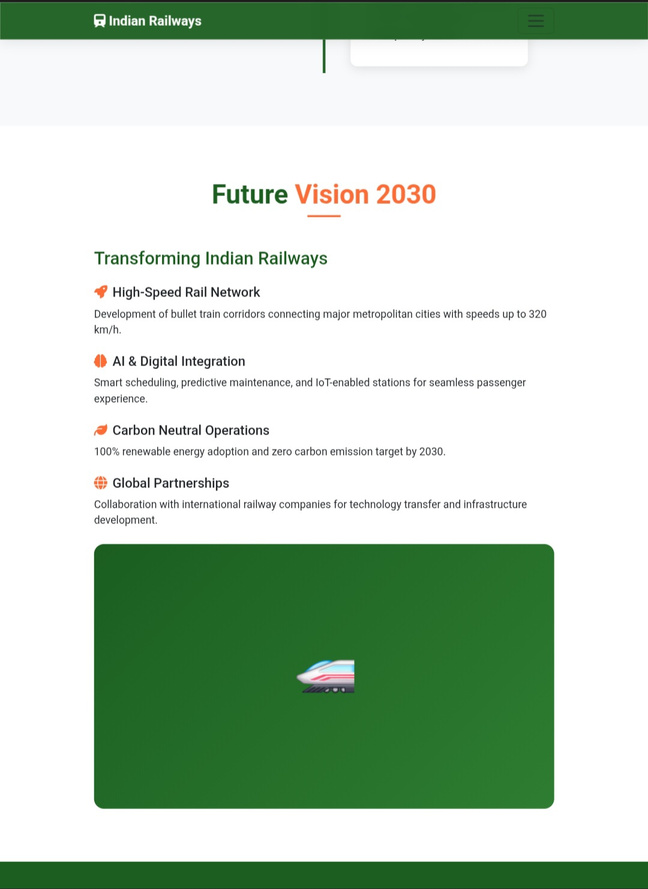 Indian Railways
Future Vision 2030
Transforming Indian Railways
High-Speed Rail Network
Development of bullet train corridors connecting major metropolitan cities with speeds up to 320
km/h.
AI & Digital Integration
Smart scheduling, predictive maintenance, and IoT-enabled stations for seamless passenger
experience.
Carbon Neutral Operations
100% renewable energy adoption and zero carbon emission target by 2030.
Global Partnerships
Collaboration with international railway companies for technology transfer and infrastructure
development.